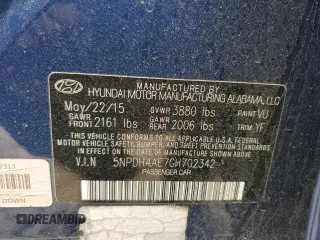 MANUFACTURED BY
HYUNDAI MOTOR MANUFACTURING ALABAMA, LLC
May/22/15
GVWR 3880 lbs
PAINT VU
GAWR FRONT 2161 lbs
GAWR REAR 2006 lbs
TRIM YF
THIS VEHICLE CONFORMS TO ALL APPLICABLE U.S. FEDERAL
MOTOR VEHICLE SAFETY, BUMPER, AND THEFT PREVENTION
STANDARDS IN EFFECT ON THE DATE OF MANUFACTURE
SHOWN ABOVE.
V.I.N 5NPDH4AE7GH702342
PASSENGER CAR
DOWN
DREAMBID